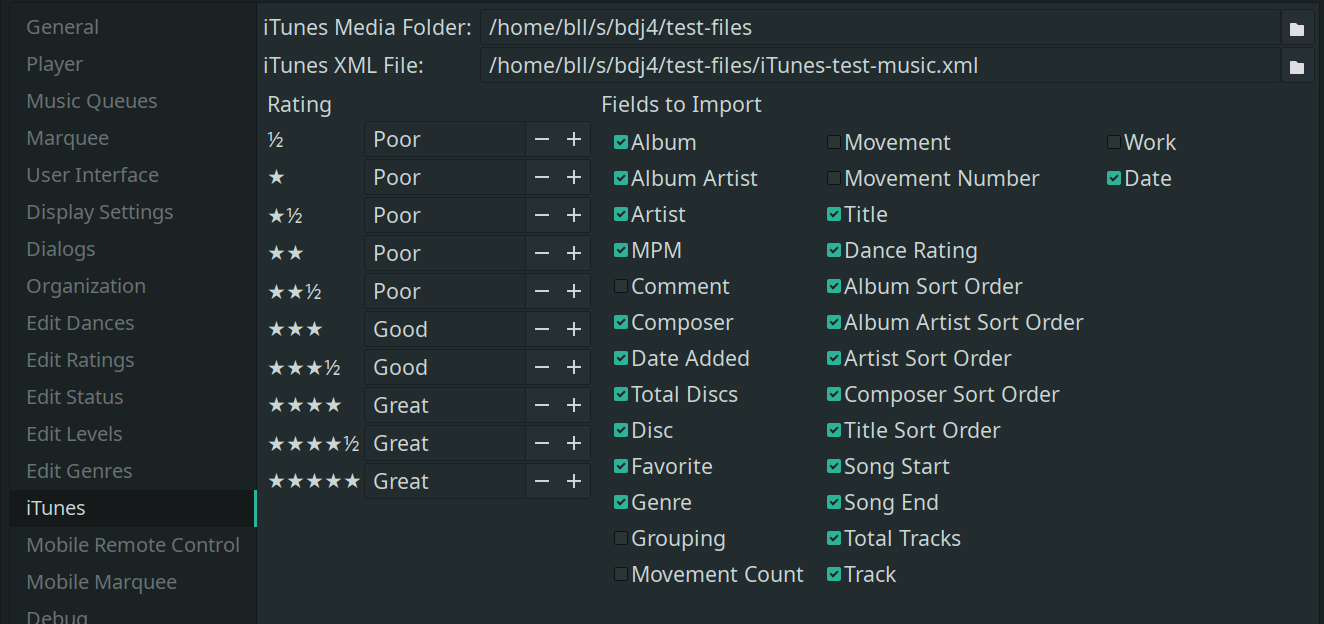 General
Player
Music Queues
Marquee
User Interface
Display Settings
Dialogs
Organization
Edit Dances
Edit Ratings
Edit Status
Edit Levels
Edit Genres
iTunes
Mobile Remote Control
Mobile Marquee
Debug
iTunes Media Folder: /home/bll/s/bdj4/test-files
iTunes XML File: /home/bll/s/bdj4/test-files/iTunes-test-music.xml
Rating
½ Poor − +
★ Poor − +
★½ Poor − +
★★ Poor − +
★★½ Poor − +
★★★ Good − +
★★★½ Good − +
★★★★ Great − +
★★★★½ Great − +
★★★★★ Great − +
Fields to Import
Album
Album Artist
Artist
MPM
Comment
Composer
Date Added
Total Discs
Disc
Favorite
Genre
Grouping
Movement Count
Movement
Movement Number
Title
Dance Rating
Album Sort Order
Album Artist Sort Order
Artist Sort Order
Composer Sort Order
Title Sort Order
Song Start
Song End
Total Tracks
Track
Work
Date